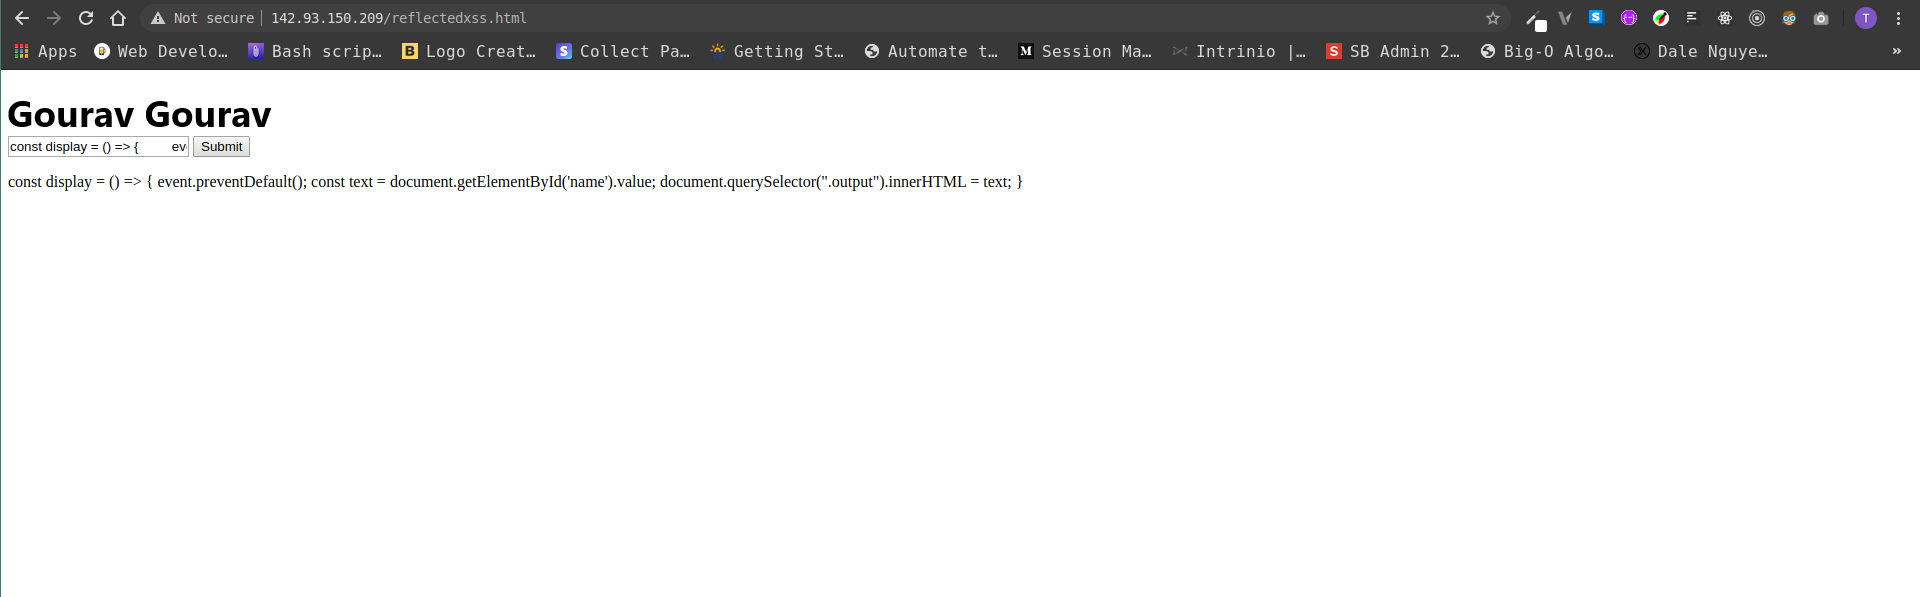 Not secure 142.93.150.209/reflectedxss.html T
Apps Web Develo… Bash scrip… Logo Creat… Collect Pa… Getting St… Automate t… Session Ma… Intrinio |… SB Admin 2… Big-O Algo… Dale Nguye… »
Gourav Gourav
const display = () => { ev Submit
const display = () => { event.preventDefault(); const text = document.getElementById('name').value; document.querySelector(".output").innerHTML = text; }